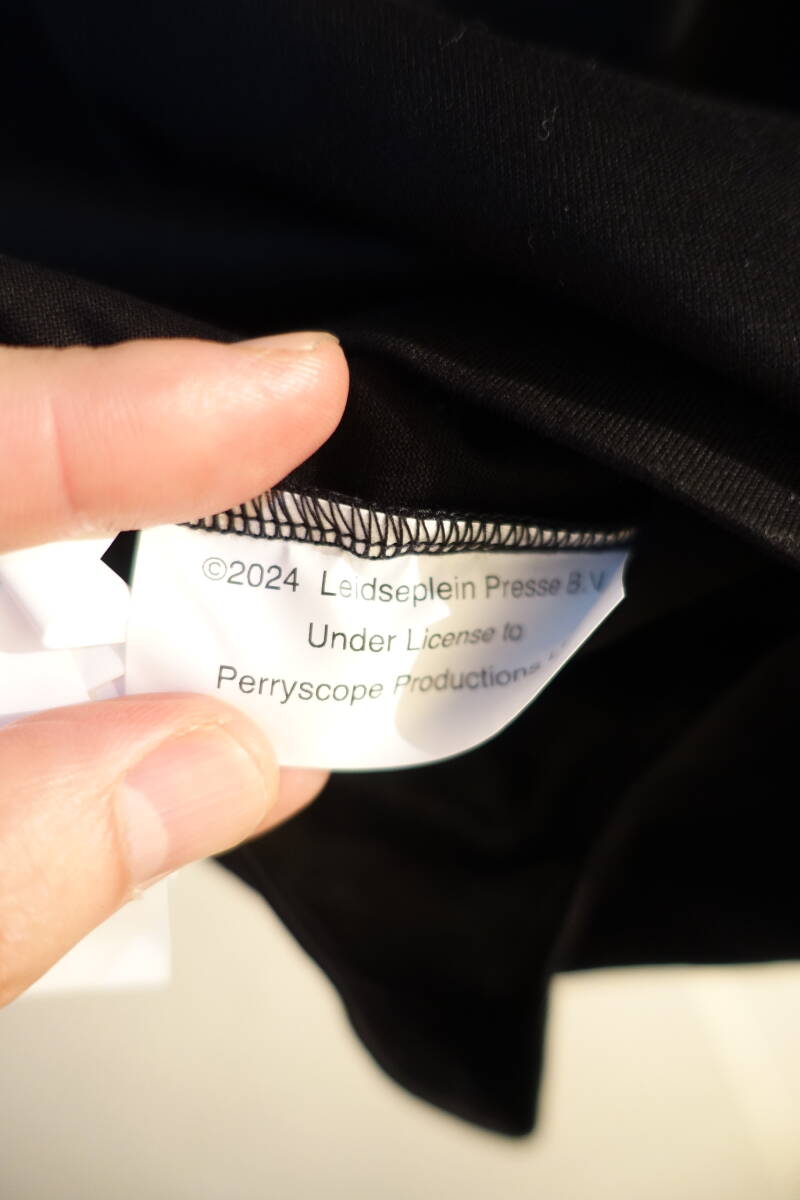 ©2024 Leidseplein Presse B.V
Under License to
Perryscope Productions